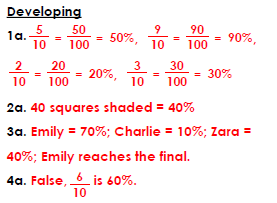 Developing
1a. 5/10 = 50/100 = 50%, 9/10 = 90/100 = 90%,
2/10 = 20/100 = 20%, 3/10 = 30/100 = 30%
2a. 40 squares shaded = 40%
3a. Emily = 70%; Charlie = 10%; Zara =
40%; Emily reaches the final.
4a. False, 6/10 is 60%.